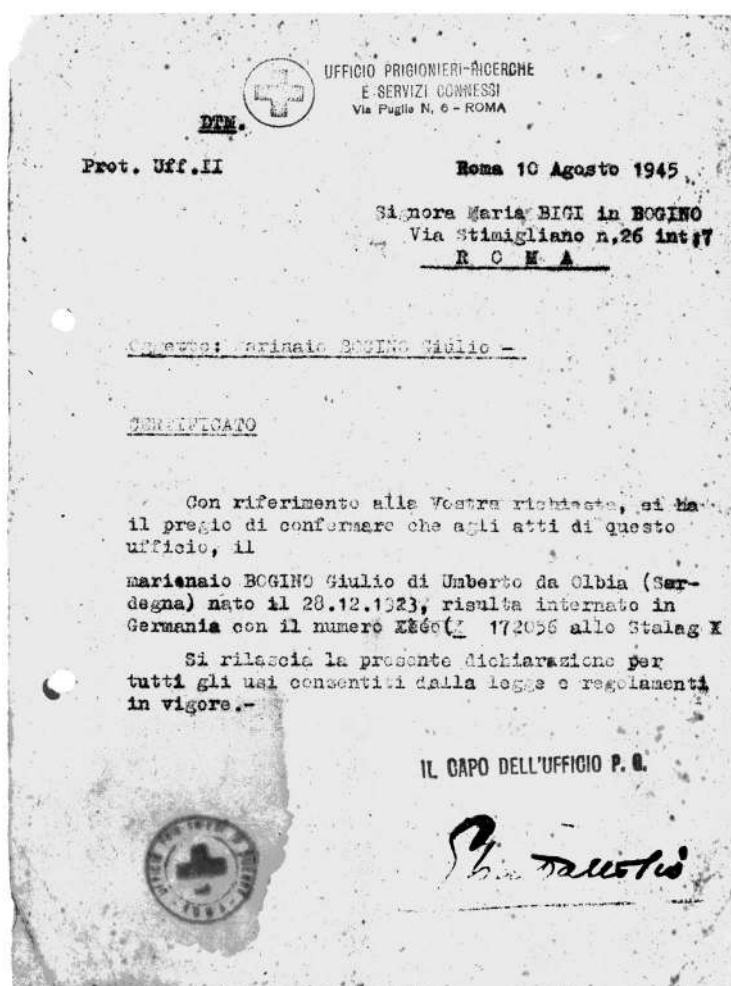 UFFICIO PRIGIONIERI-RICERCHE
E SERVIZI CONNESSI
Via Puglie N. 6 - ROMA
DTM.
Prot. Uff.II
Roma 10 Agosto 1945
Signora Maria BIGI in BOGINO
Via Stimigliano n.26 int.7
R O M A
Oggetto: Marinaio BOGINO Giulio -
CERTIFICATO
Con riferimento alla Vostra richiesta, si ha
il pregio di confermare che agli atti di questo
ufficio, il
marienaio BOGINO Giulio di Umberto da Olbia (Sar-
degna) nato il 28.12.1923, risulta internato in
Germania con il numero 172056 allo Stalag X
Si rilascia la presente dichiarazione per
tutti gli usi consentiti dalla legge e regolamenti
in vigore.-
IL CAPO DELL'UFFICIO P. G.